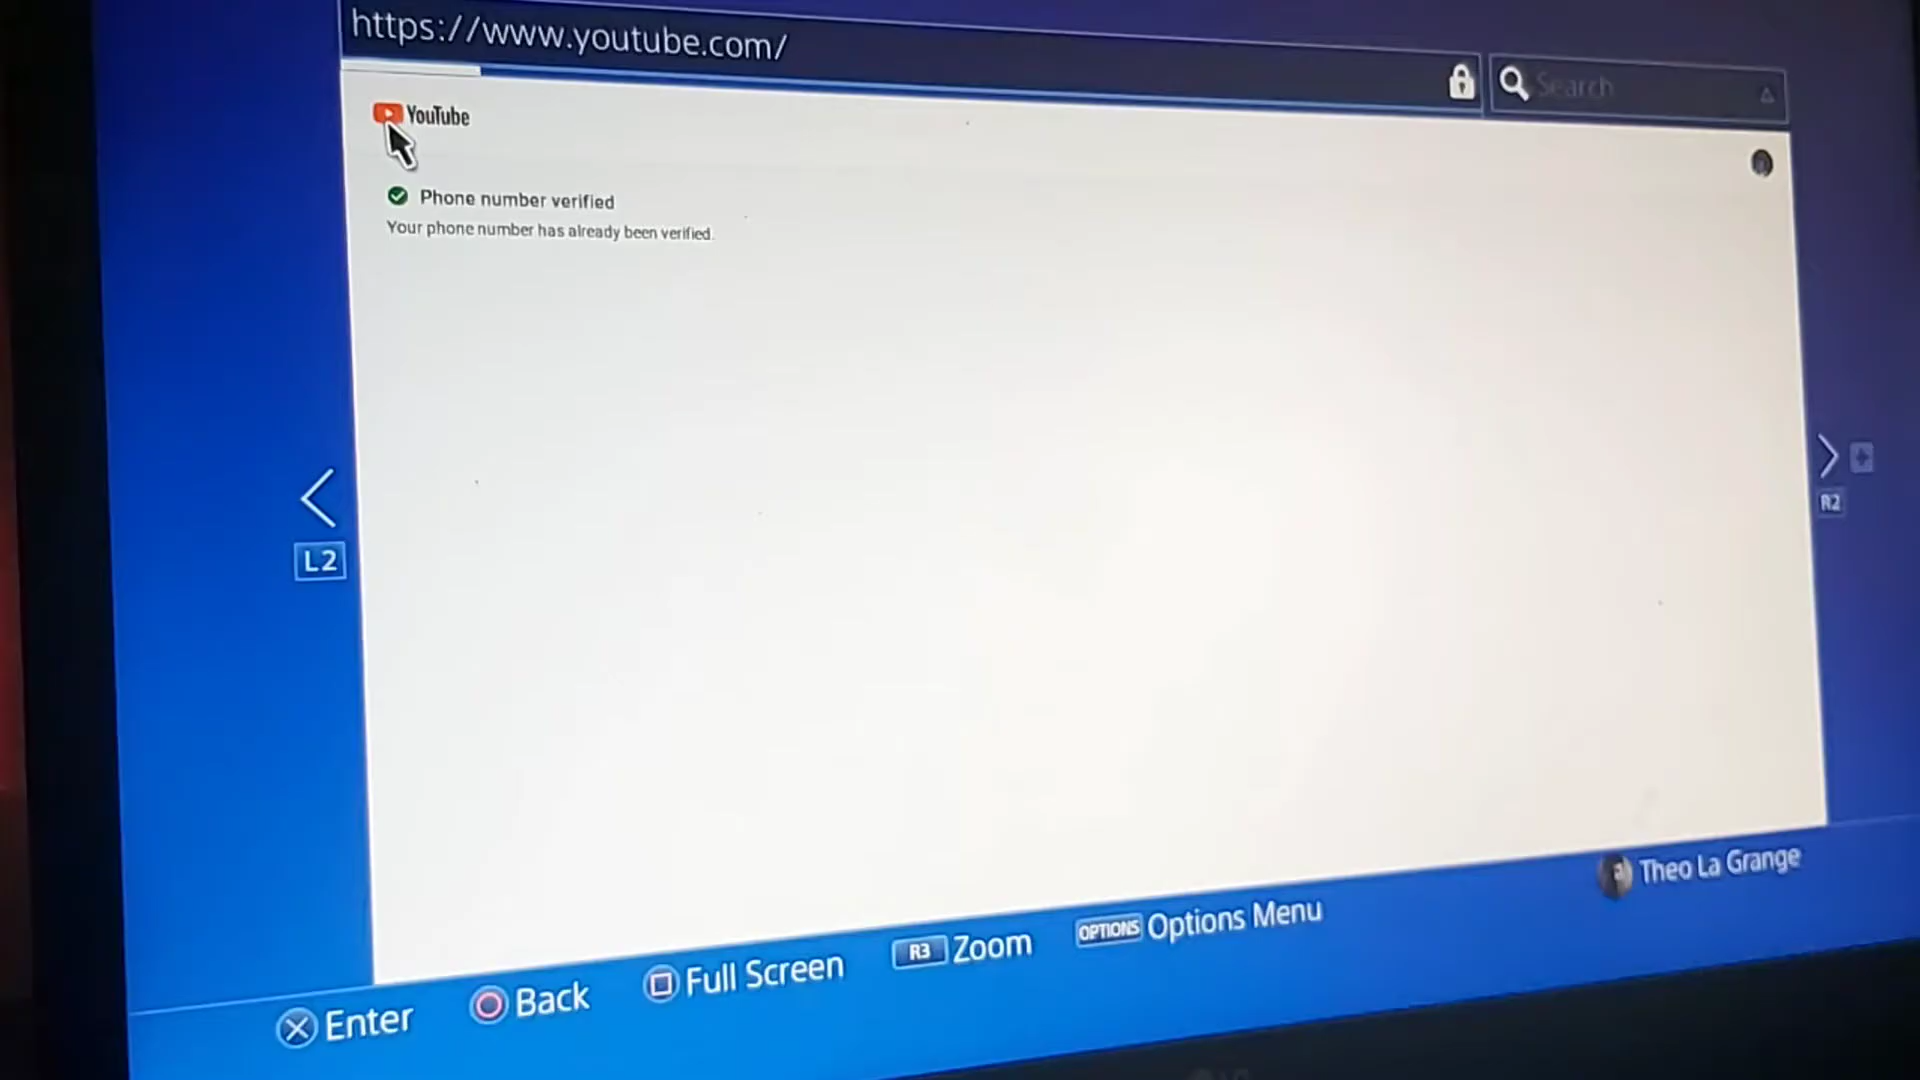 https://www.youtube.com/
Search
YouTube
Phone number verified
Your phone number has already been verified.
L2
R2
Theo La Grange
Enter
Back
Full Screen
R3 Zoom
OPTIONS Options Menu